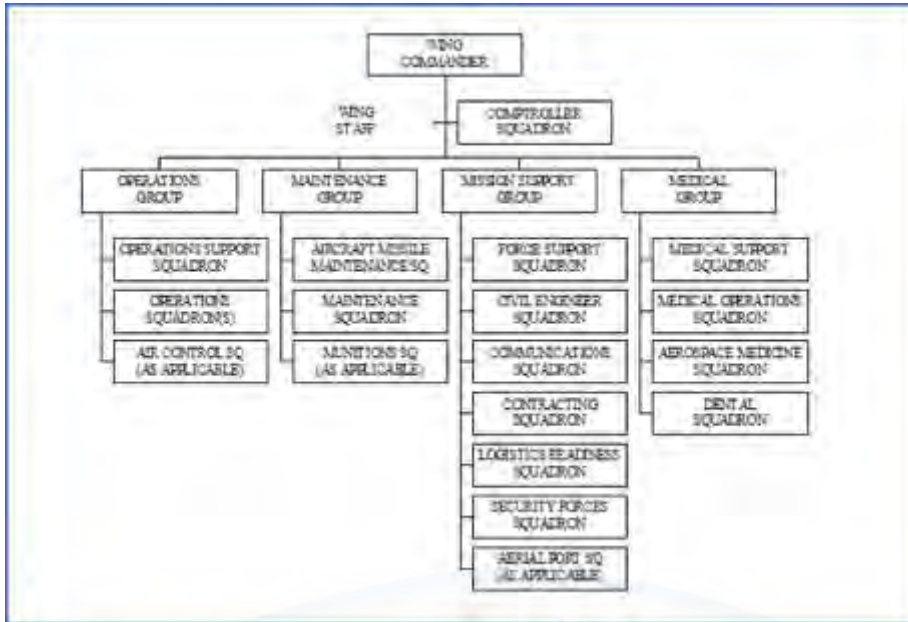 WING
COMMANDER
WING
STAFF
COMPTROLLER
SQUADRON
OPERATIONS
GROUP
MAINTENANCE
GROUP
MISSION SUPPORT
GROUP
MEDICAL
GROUP
OPERATIONS SUPPORT
SQUADRON
OPERATIONS
SQUADRON(S)
AIR CONTROL SQ
(AS APPLICABLE)
AIRCRAFT MISSILE
MAINTENANCE SQ
MAINTENANCE
SQUADRON
MUNITIONS SQ
(AS APPLICABLE)
FORCE SUPPORT
SQUADRON
CIVIL ENGINEER
SQUADRON
COMMUNICATIONS
SQUADRON
CONTRACTING
SQUADRON
LOGISTICS READINESS
SQUADRON
SECURITY FORCES
SQUADRON
AERIAL PORT SQ
(AS APPLICABLE)
MEDICAL SUPPORT
SQUADRON
MEDICAL OPERATIONS
SQUADRON
AEROSPACE MEDICINE
SQUADRON
DENTAL
SQUADRON